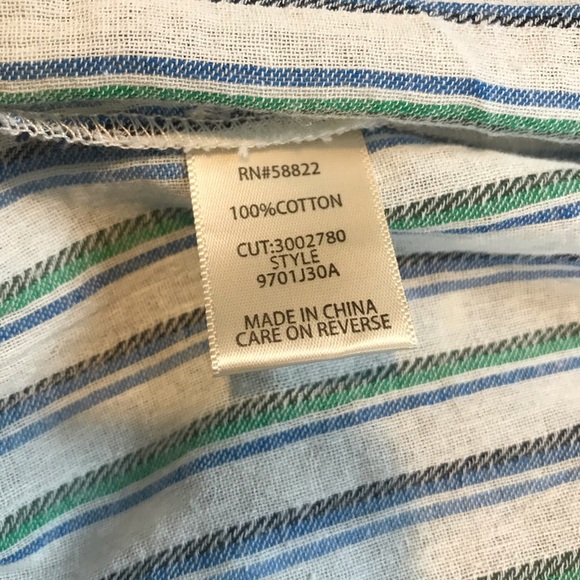 RN#58822
100%COTTON
CUT:3002780
STYLE
9701J30A
MADE IN CHINA
CARE ON REVERSE